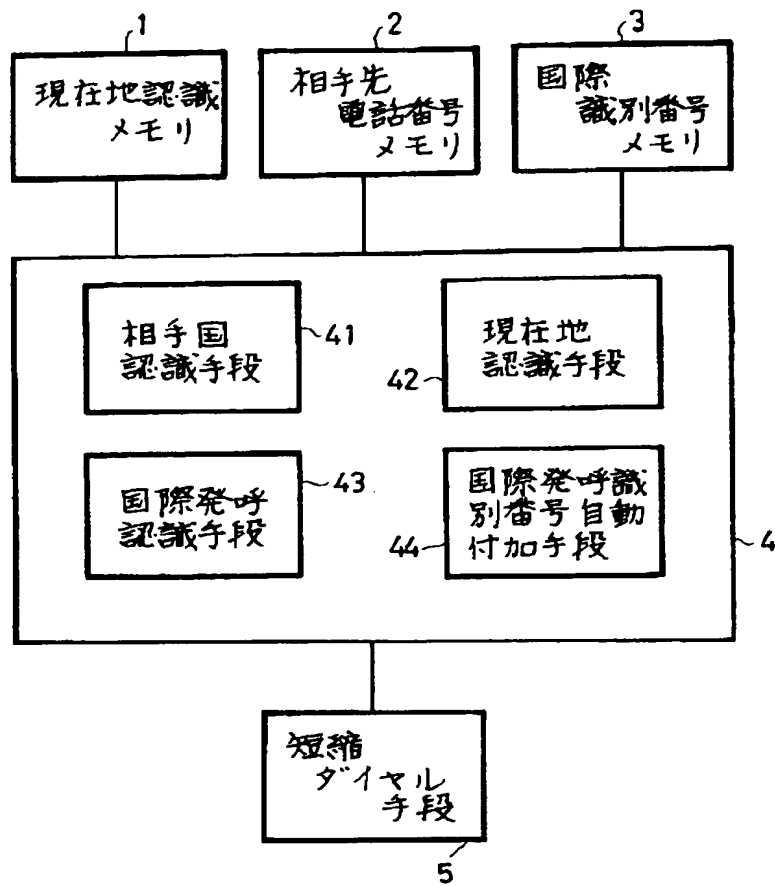 1
2
3
現在地認識
メモリ
相手先
電話番号
メモリ
国際
識別番号
メモリ
相手国
認識手段
41
現在地
認識手段
42
国際発呼
認識手段
43
国際発呼識
別番号自動
付加手段
44
4
短縮
ダイヤル
手段
5